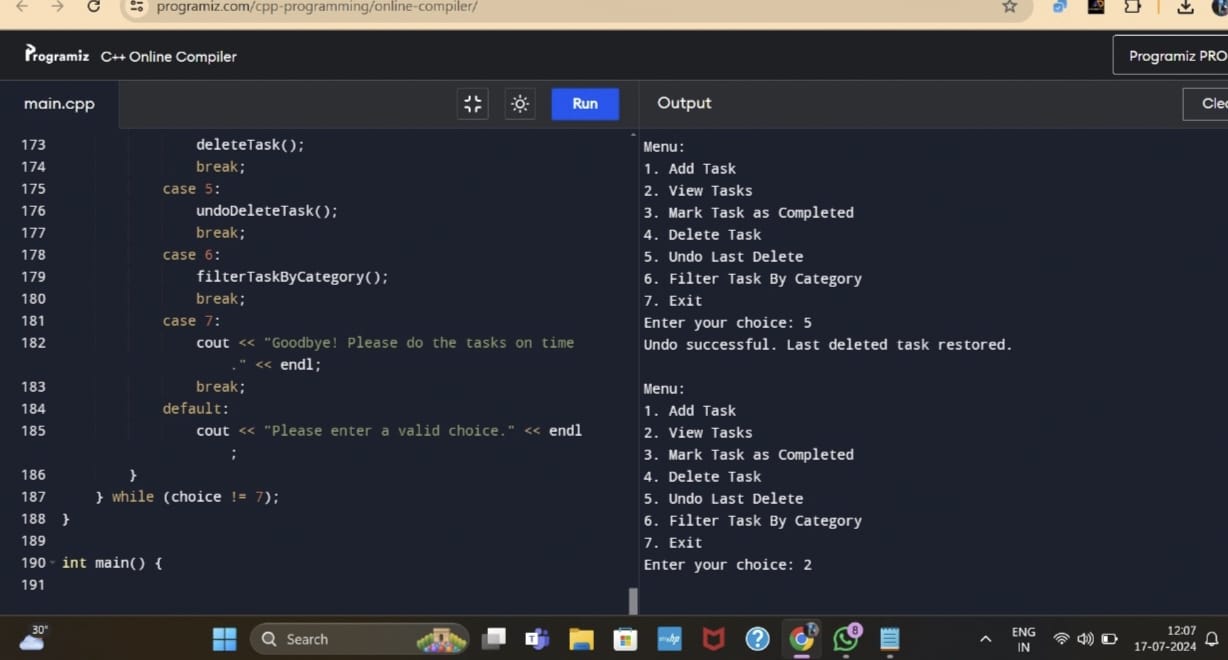 programiz.com/cpp-programming/online-compiler/
Programiz C++ Online Compiler
Programiz PRO
main.cpp
Run
Output
173 deleteTask();
174 break;
175 case 5:
176 undoDeleteTask();
177 break;
178 case 6:
179 filterTaskByCategory();
180 break;
181 case 7:
182 cout << "Goodbye! Please do the tasks on time
." << endl;
183 break;
184 default:
185 cout << "Please enter a valid choice." << endl
;
186 }
187 } while (choice != 7);
188 }
189
190 int main() {
191
Menu:
1. Add Task
2. View Tasks
3. Mark Task as Completed
4. Delete Task
5. Undo Last Delete
6. Filter Task By Category
7. Exit
Enter your choice: 5
Undo successful. Last deleted task restored.
Menu:
1. Add Task
2. View Tasks
3. Mark Task as Completed
4. Delete Task
5. Undo Last Delete
6. Filter Task By Category
7. Exit
Enter your choice: 2
30°
Search
8
ENG
IN
12:07
17-07-2024